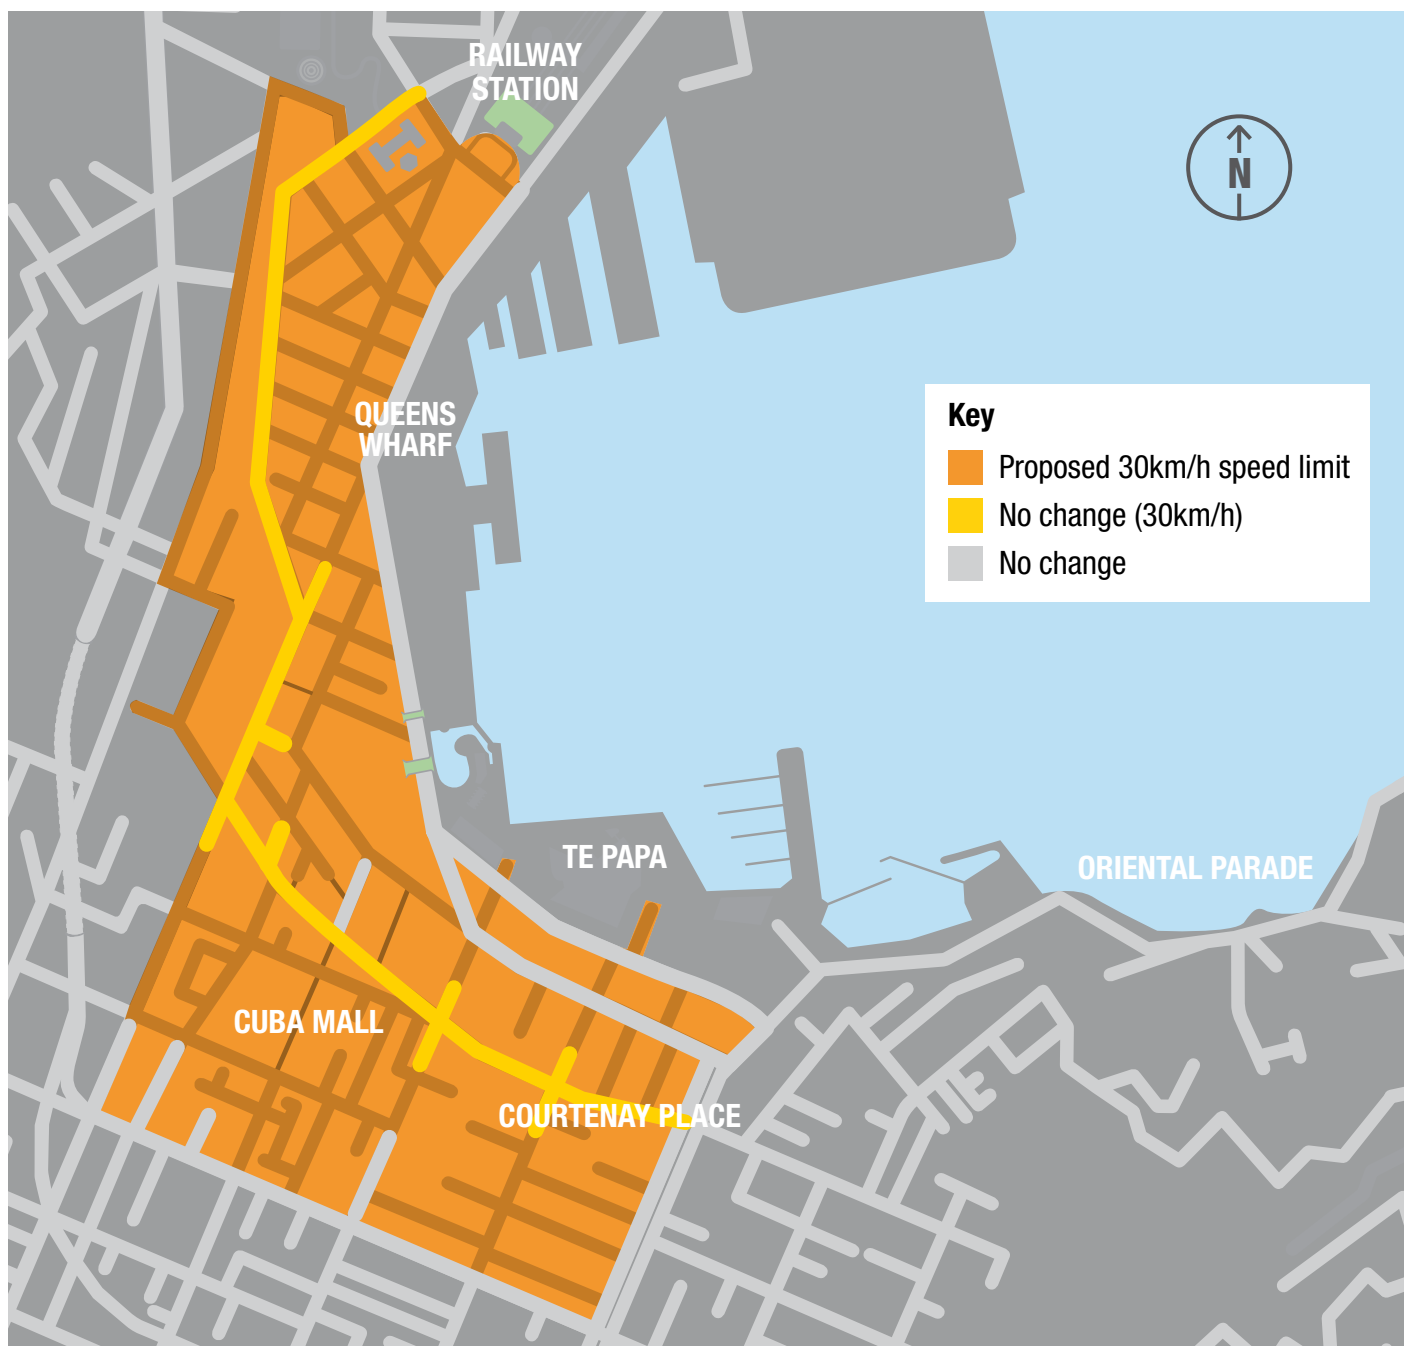 RAILWAY
STATION
N
QUEENS
WHARF
Key
Proposed 30km/h speed limit
No change (30km/h)
No change
TE PAPA
ORIENTAL PARADE
CUBA MALL
COURTENAY PLACE